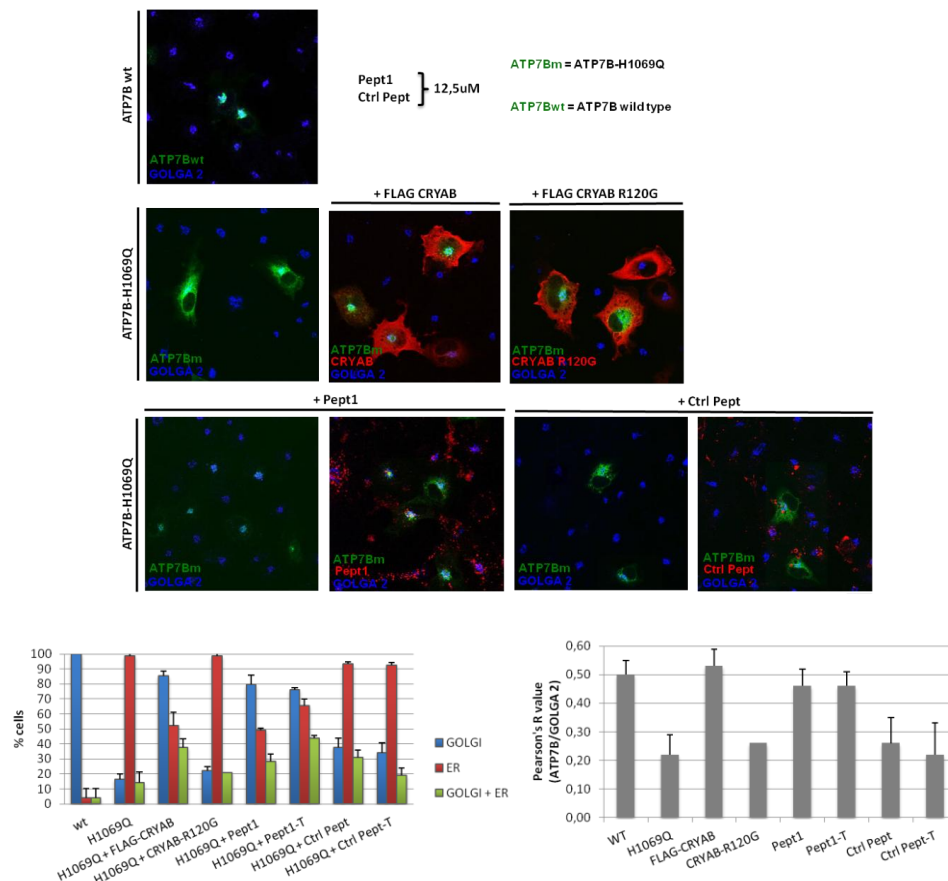 ATP7B wt
ATP7Bwt
GOLGA 2
Pept1
Ctrl Pept
12,5uM
ATP7Bm = ATP7B-H1069Q
ATP7Bwt = ATP7B wild type
+ FLAG CRYAB
+ FLAG CRYAB R120G
ATP7B-H1069Q
ATP7Bm
GOLGA 2
ATP7Bm
CRYAB
GOLGA 2
ATP7Bm
CRYAB R120G
GOLGA 2
+ Pept1
+ Ctrl Pept
ATP7B-H1069Q
ATP7Bm
GOLGA 2
ATP7Bm
Pept1
GOLGA 2
ATP7Bm
GOLGA 2
ATP7Bm
Ctrl Pept
GOLGA 2
% cells
100
90
80
70
60
50
40
30
20
10
0
wt
H1069Q
H1069Q + FLAG-CRYAB
H1069Q + CRYAB-R120G
H1069Q + Pept1
H1069Q + Pept1-T
H1069Q + Ctrl Pept
H1069Q + Ctrl Pept-T
GOLGI
ER
GOLGI + ER
Pearson's R value
(ATP7B/GOLGA 2)
0,60
0,50
0,40
0,30
0,20
0,10
0,00
WT
H1069Q
FLAG-CRYAB
CRYAB-R120G
Pept1
Pept1-T
Ctrl Pept
Ctrl Pept-T